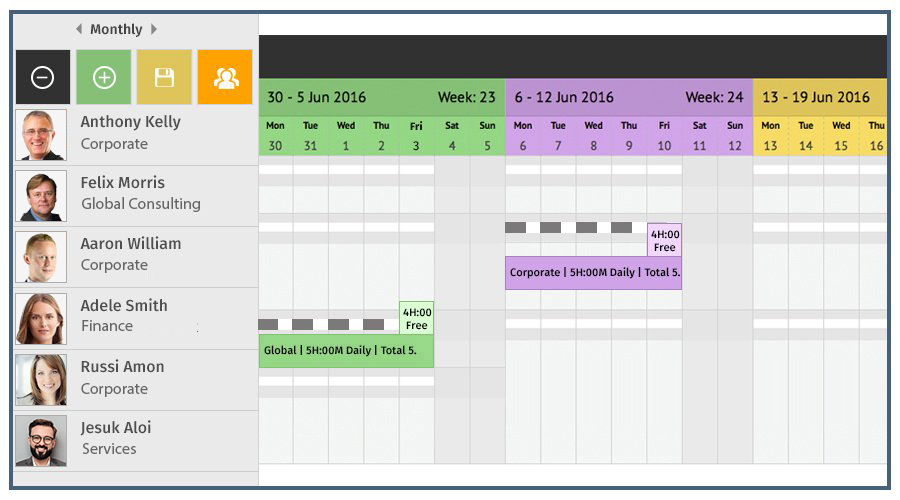 Monthly
30 - 5 Jun 2016 Week: 23 6 - 12 Jun 2016 Week: 24 13 - 19 Jun 2016
Mon Tue Wed Thu Fri Sat Sun Mon Tue Wed Thu Fri Sat Sun Mon Tue Wed Thu
30 31 1 2 3 4 5 6 7 8 9 10 11 12 13 14 15 16
Anthony Kelly
Corporate
Felix Morris
Global Consulting
Aaron William
Corporate
4H:00
Free
Corporate | 5H:00M Daily | Total 5.
Adele Smith
Finance
4H:00
Free
Global | 5H:00M Daily | Total 5.
Russi Amon
Corporate
Jesuk Aloi
Services